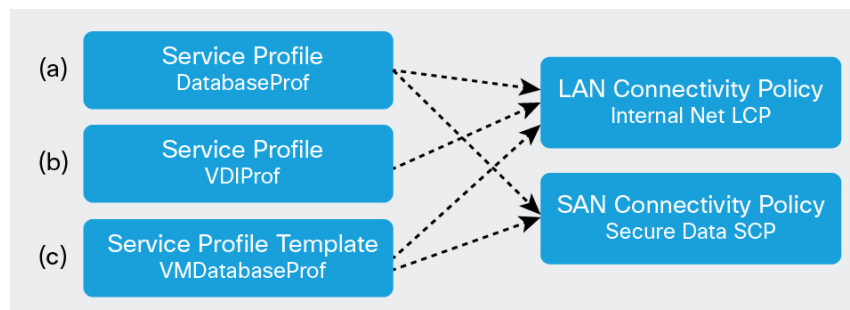 (a)
Service Profile
DatabaseProf
(b)
Service Profile
VDIProf
(c)
Service Profile Template
VMDatabaseProf
LAN Connectivity Policy
Internal Net LCP
SAN Connectivity Policy
Secure Data SCP